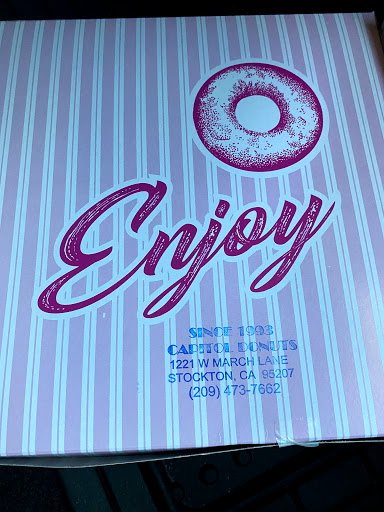 Enjoy
SINCE 1993
CAPITOL DONUTS
1221 W MARCH LANE
STOCKTON, CA 95207
(209) 473-7662